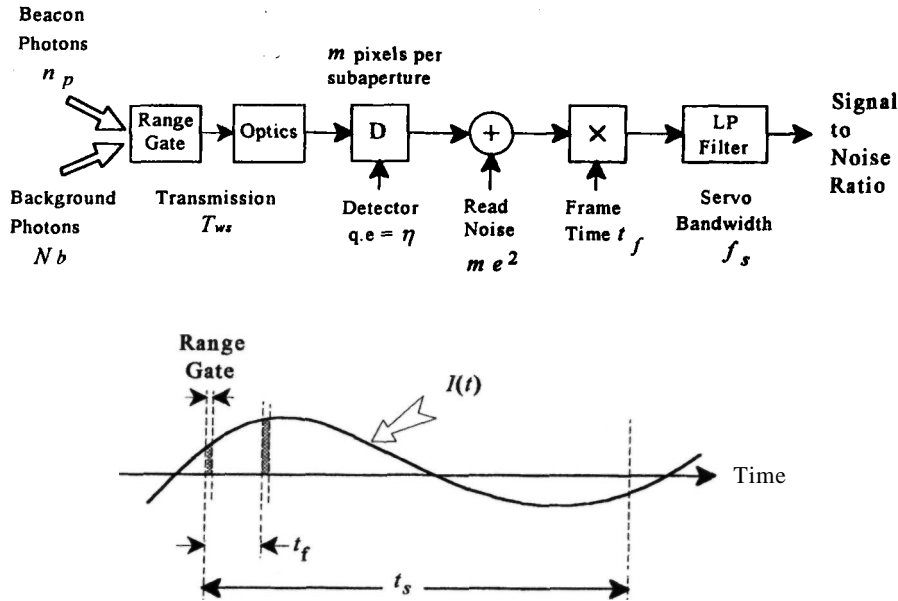 Beacon
Photons
n p
Background
Photons
N b
Range
Gate
Optics
Transmission
Tws
m pixels per
subaperture
D
Detector
q.e = η
+
Read
Noise
m e²
×
Frame
Time t f
LP
Filter
Servo
Bandwidth
f s
Signal
to
Noise
Ratio
Range
Gate
I(t)
Time
t f
t s